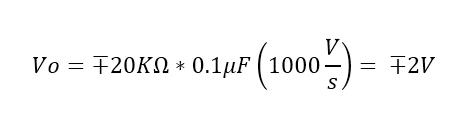 Vo = ∓20KΩ * 0.1μF (1000 V/s) = ∓2V